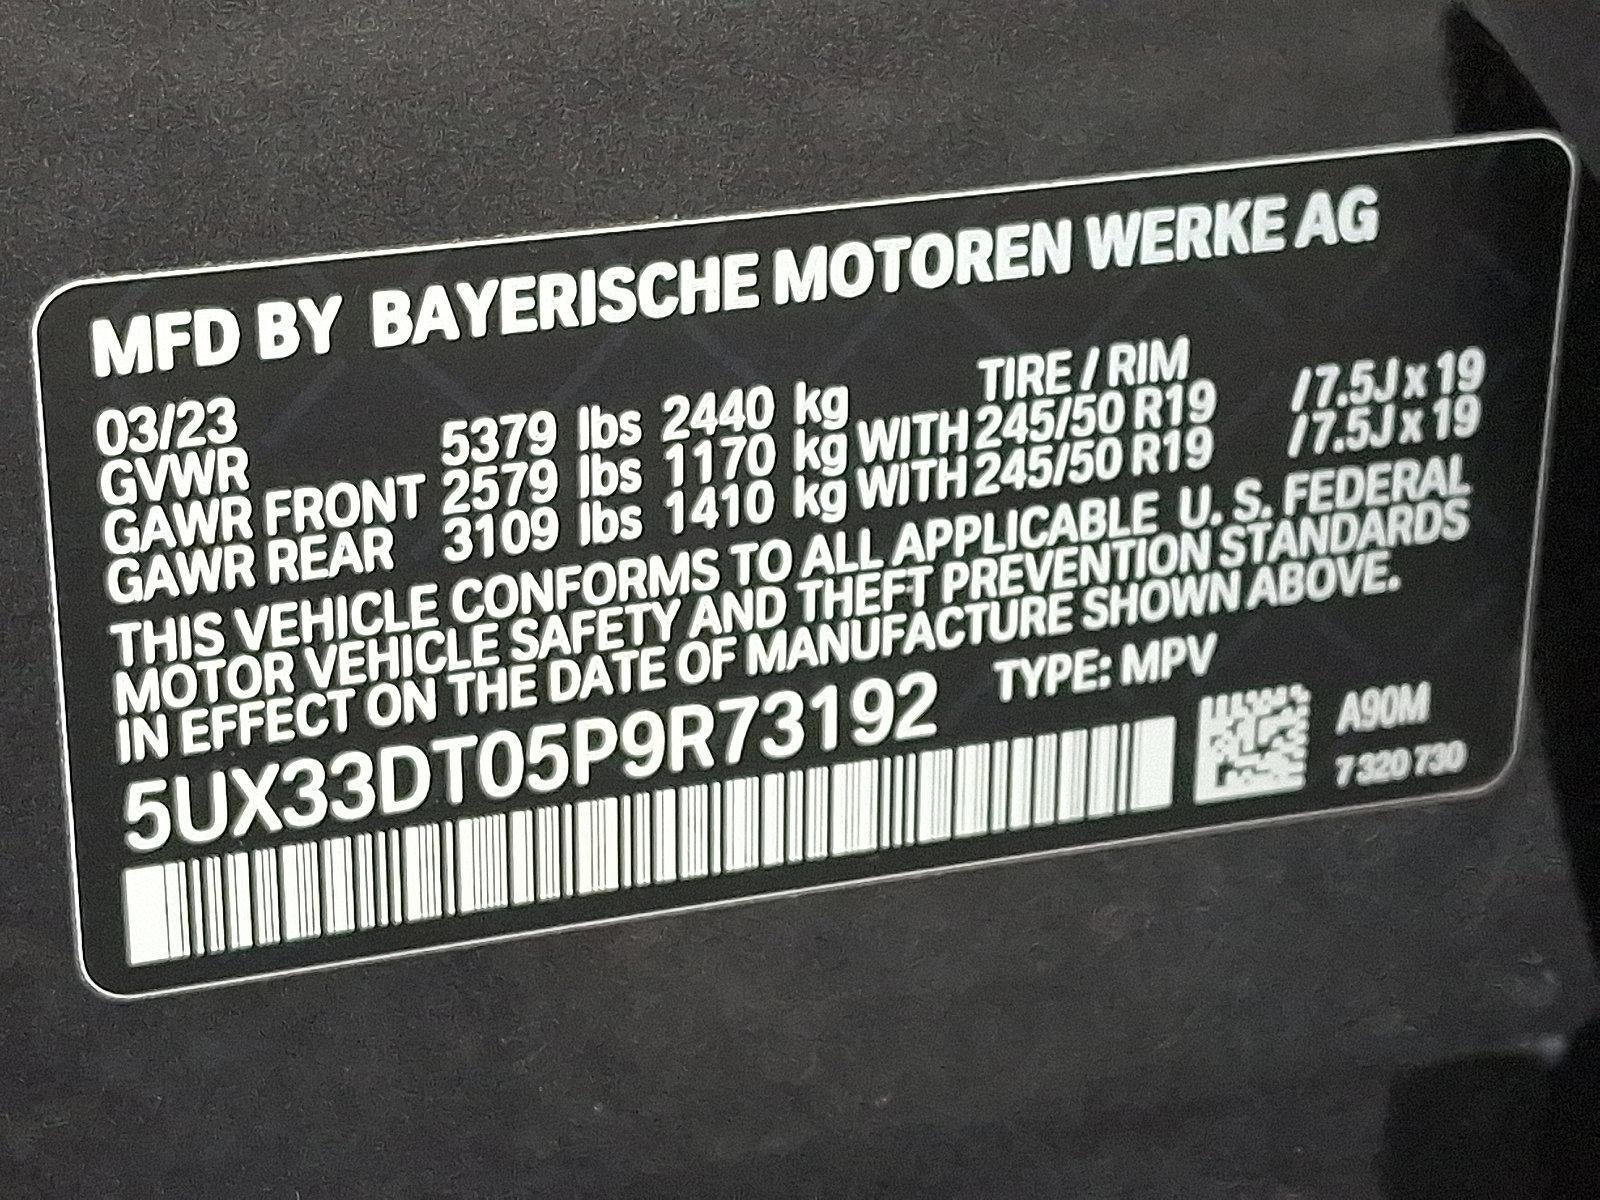 MFD BY BAYERISCHE MOTOREN WERKE AG
03/23 TIRE / RIM
GVWR 5379 lbs 2440 kg
GAWR FRONT 2579 lbs 1170 kg WITH 245/50 R19 / 7.5J x 19
GAWR REAR 3109 lbs 1410 kg WITH 245/50 R19 / 7.5J x 19
THIS VEHICLE CONFORMS TO ALL APPLICABLE U. S. FEDERAL
MOTOR VEHICLE SAFETY AND THEFT PREVENTION STANDARDS
IN EFFECT ON THE DATE OF MANUFACTURE SHOWN ABOVE.
5UX33DT05P9R73192 TYPE: MPV
A90M
7 320 730